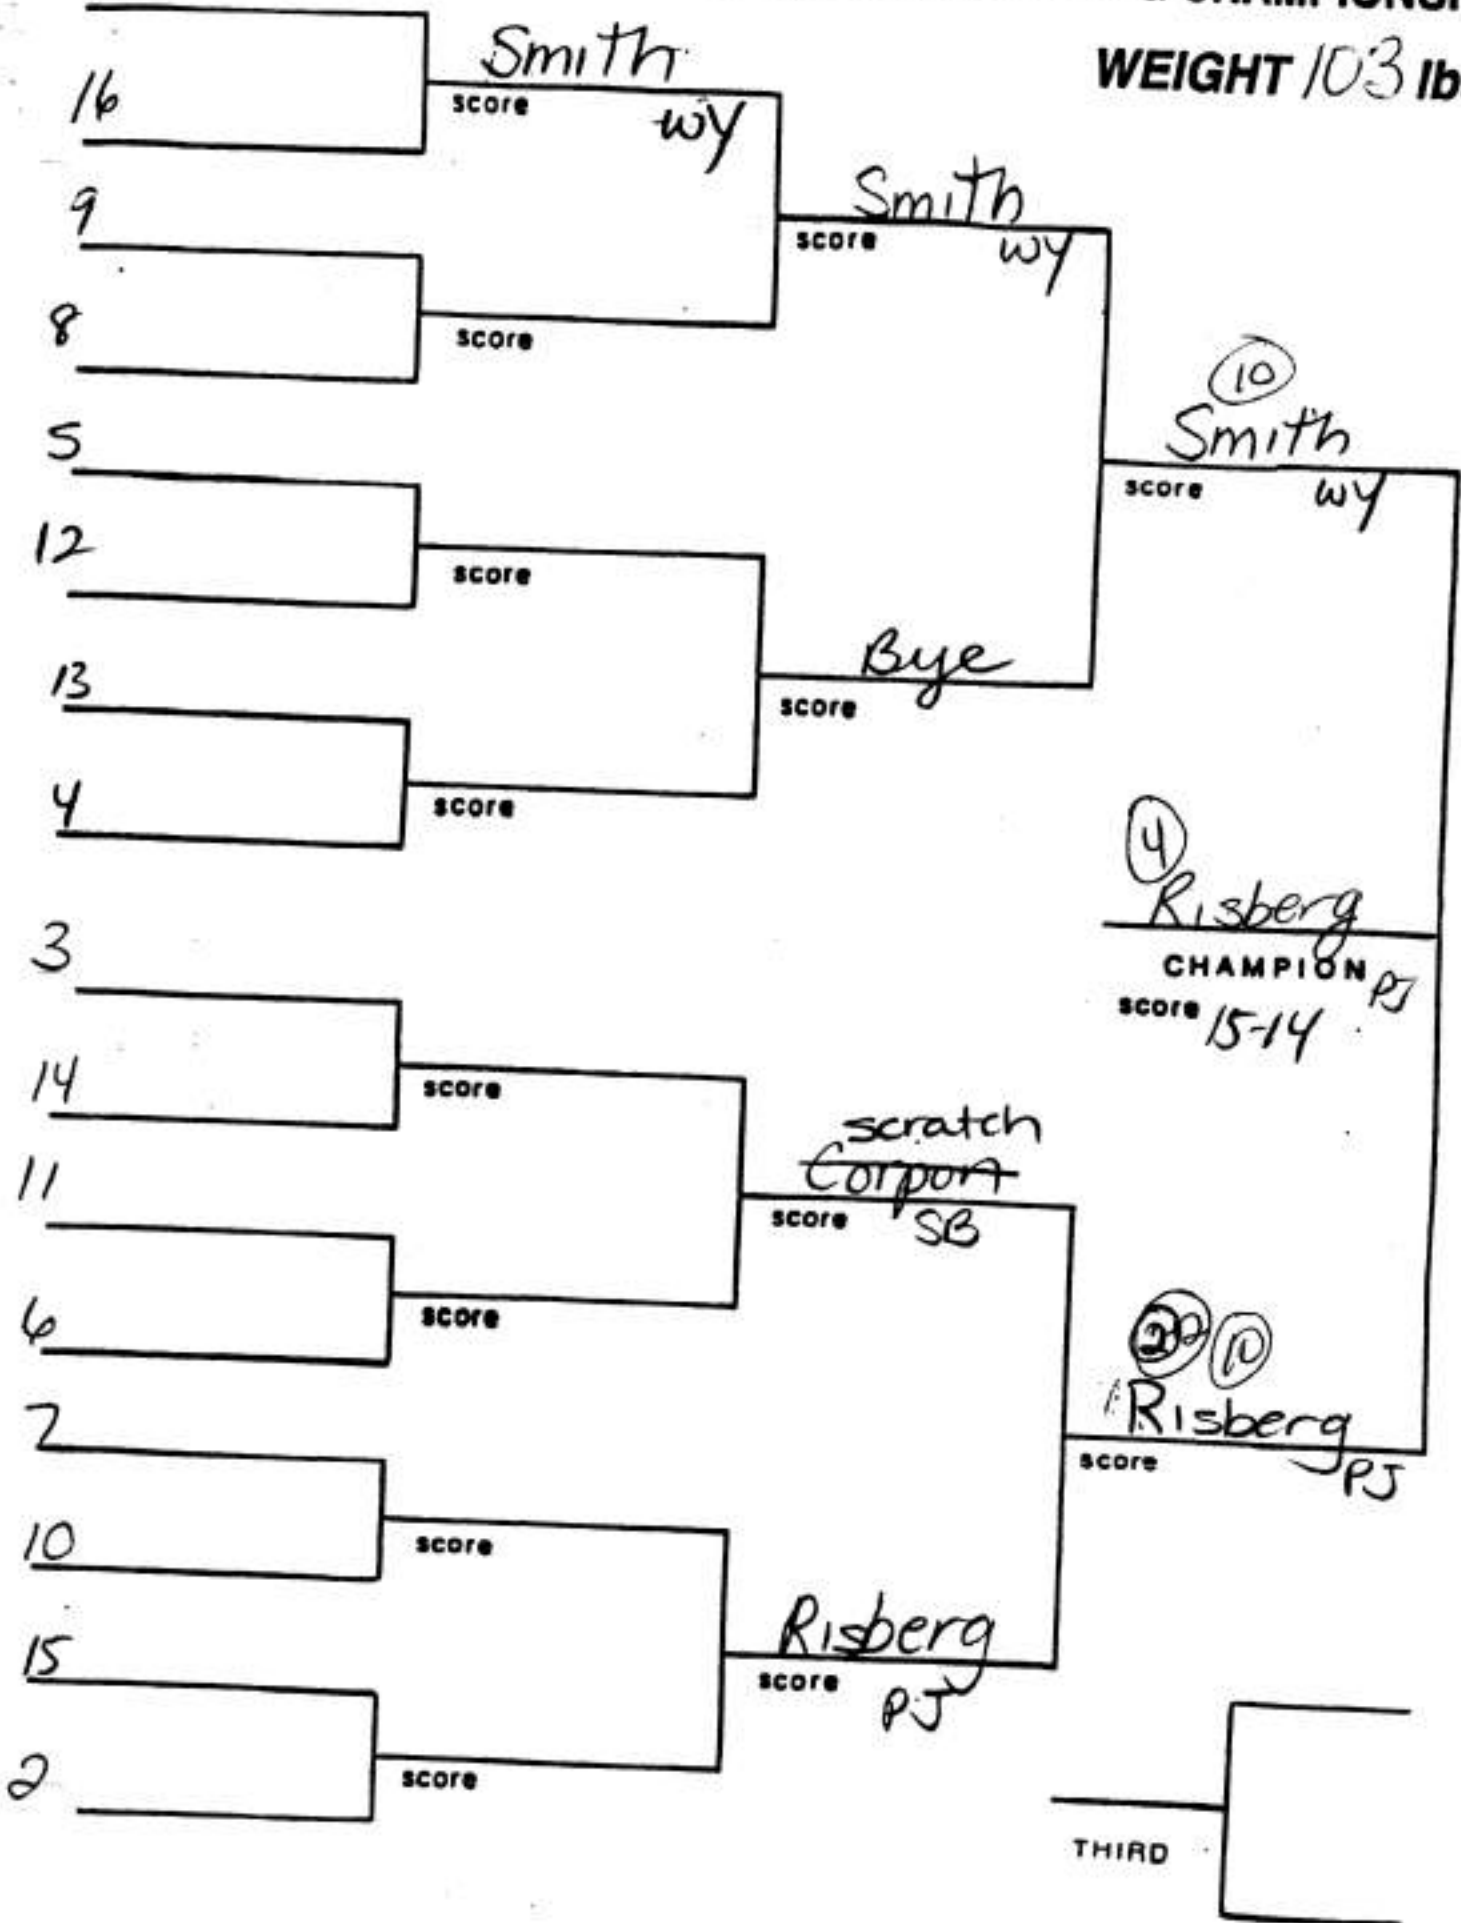 WEIGHT 103 lb
Smith
16
score
WY
9
Smith
score
WY
8
score
10
5
Smith
score
WY
12
score
Bye
13
score
4
score
4
Risberg
3
CHAMPION
PJ
score 15-14
14
score
scratch
Corport
11
score
SB
6
score
10
7
Risberg
score
PJ
10
score
Risberg
15
score
PJ
2
score
THIRD